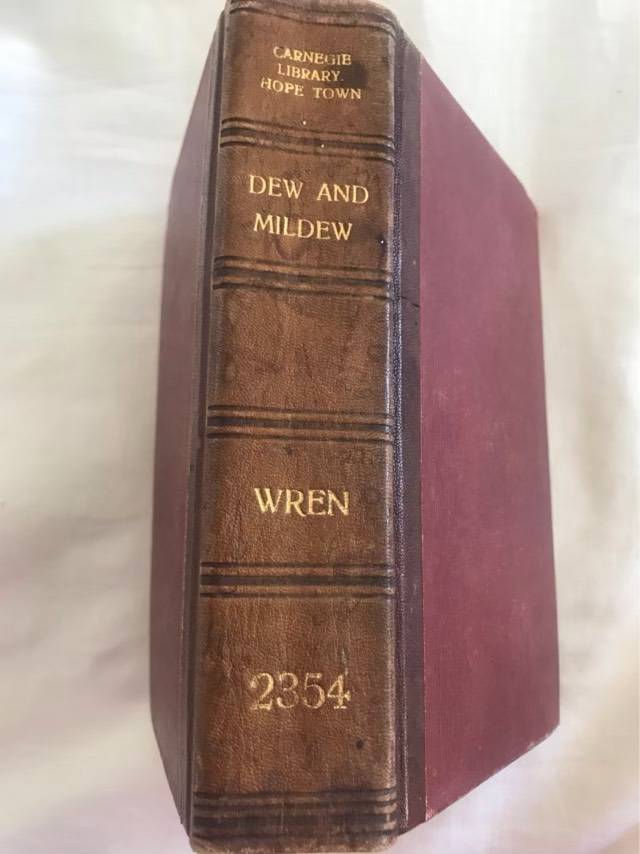 CARNEGIE
LIBRARY.
HOPE TOWN
DEW AND
MILDEW
WREN
2354